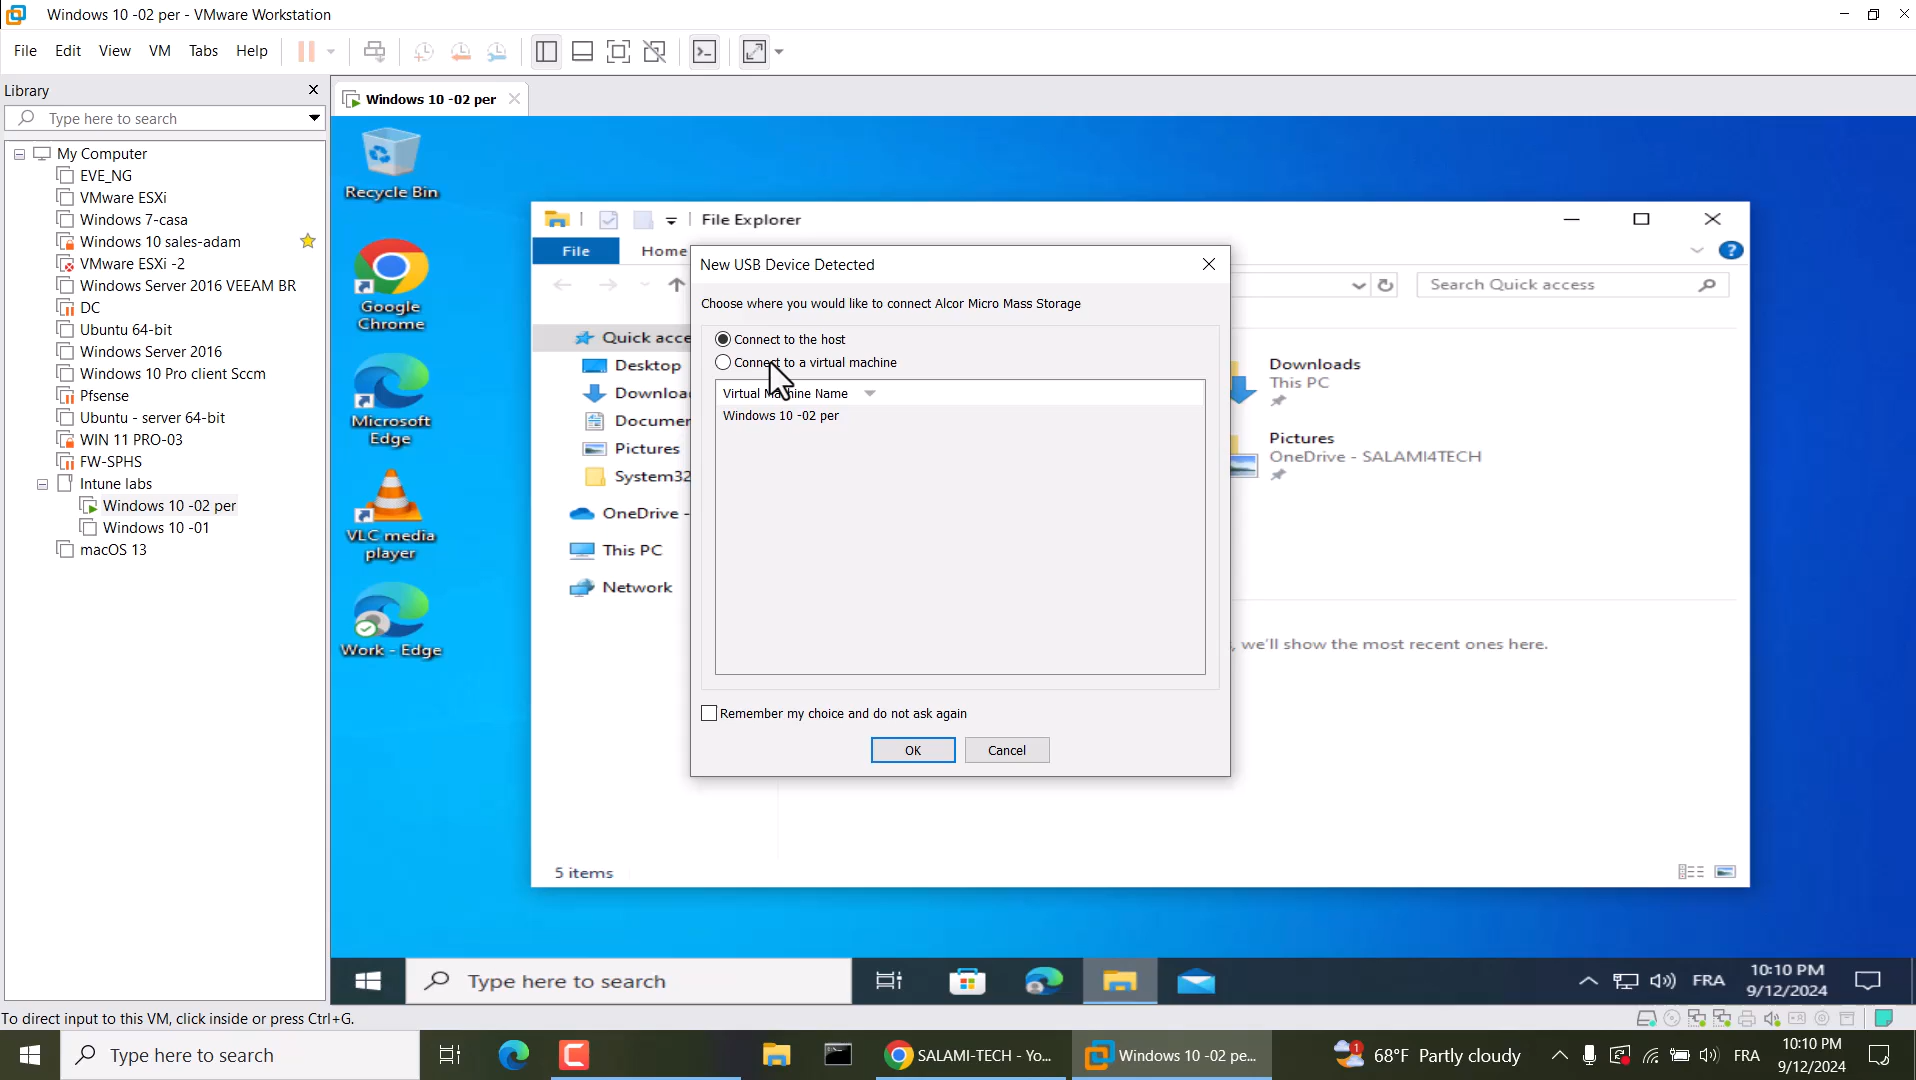 Windows 10 -02 per - VMware Workstation
File Edit View VM Tabs Help
Library
Type here to search
My Computer
EVE_NG
VMware ESXi
Windows 7-casa
Windows 10 sales-adam
VMware ESXi -2
Windows Server 2016 VEEAM BR
DC
Ubuntu 64-bit
Windows Server 2016
Windows 10 Pro client Sccm
Pfsense
Ubuntu - server 64-bit
WIN 11 PRO-03
FW-SPHS
Intune labs
Windows 10 -02 per
Windows 10 -01
macOS 13
Windows 10 -02 per
Recycle Bin
Google
Chrome
Microsoft
Edge
VLC media
player
Work - Edge
File Explorer
File Home
Search Quick access
Quick acce
Desktop
Downloa
Documer
Pictures
System32
OneDrive -
This PC
Network
Downloads
This PC
Pictures
OneDrive - SALAMI4TECH
, we'll show the most recent ones here.
5 items
New USB Device Detected
Choose where you would like to connect Alcor Micro Mass Storage
Connect to the host
Connect to a virtual machine
Virtual Machine Name
Windows 10 -02 per
Remember my choice and do not ask again
OK Cancel
Type here to search
FRA
10:10 PM
9/12/2024
To direct input to this VM, click inside or press Ctrl+G.
Type here to search
SALAMI-TECH - Yo...
Windows 10 -02 pe...
1
68°F Partly cloudy
FRA
10:10 PM
9/12/2024